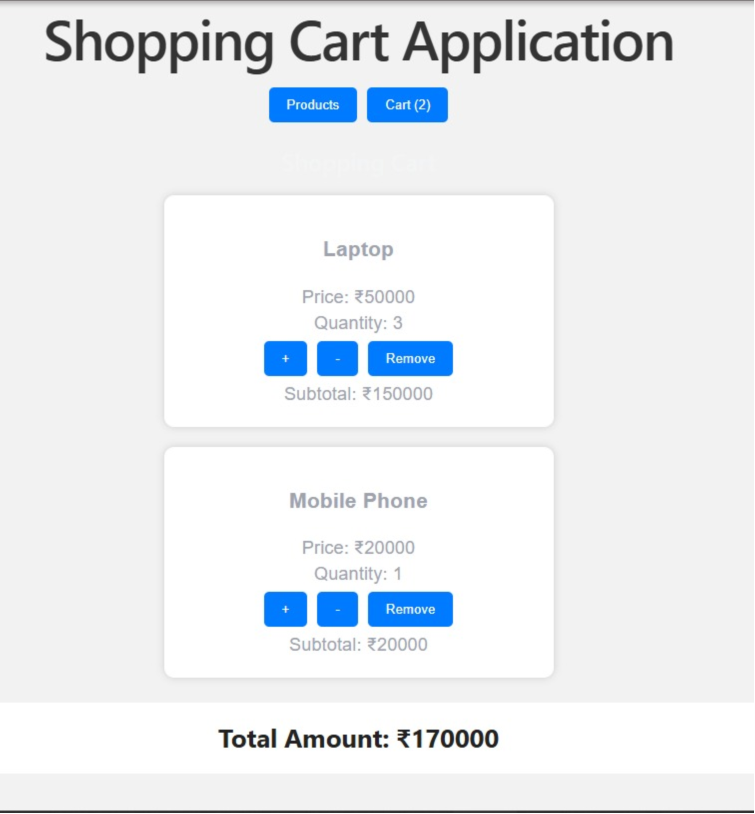 Shopping Cart Application
Products Cart (2)
Shopping Cart
Laptop
Price: ₹50000
Quantity: 3
+ - Remove
Subtotal: ₹150000
Mobile Phone
Price: ₹20000
Quantity: 1
+ - Remove
Subtotal: ₹20000
Total Amount: ₹170000